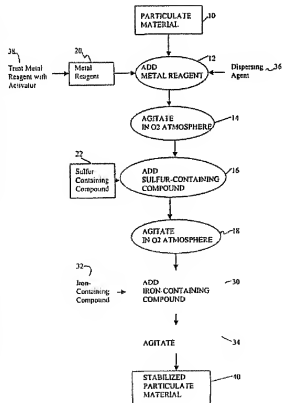 PARTICULATE
MATERIAL
10
38
Trust Metal
Reagent with
Activator
20
Metal
Reagent
12
ADD
METAL REAGENT
Dispersing
Agent
36
AGITATE
IN O2 ATMOSPHERE
14
22
Sulfur
Containing
Compound
16
ADD
SULFUR-CONTAINING
COMPOUND
AGITATE
IN O2 ATMOSPHERE
18
32
Iron-
Containing
Compound
ADD
IRON-CONTAINING
COMPOUND
30
AGITATE
34
STABILIZED
PARTICULATE
MATERIAL
40